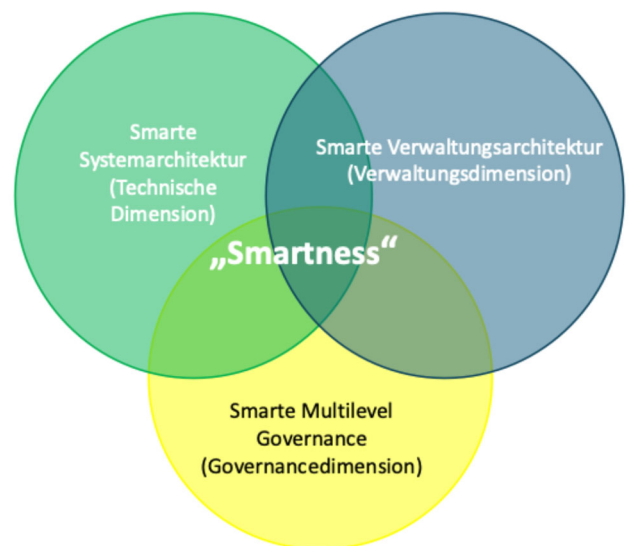 Smarte
Systemarchitektur
(Technische
Dimension)
Smarte Verwaltungsarchitektur
(Verwaltungsdimension)
„Smartness“
Smarte Multilevel
Governance
(Governancedimension)